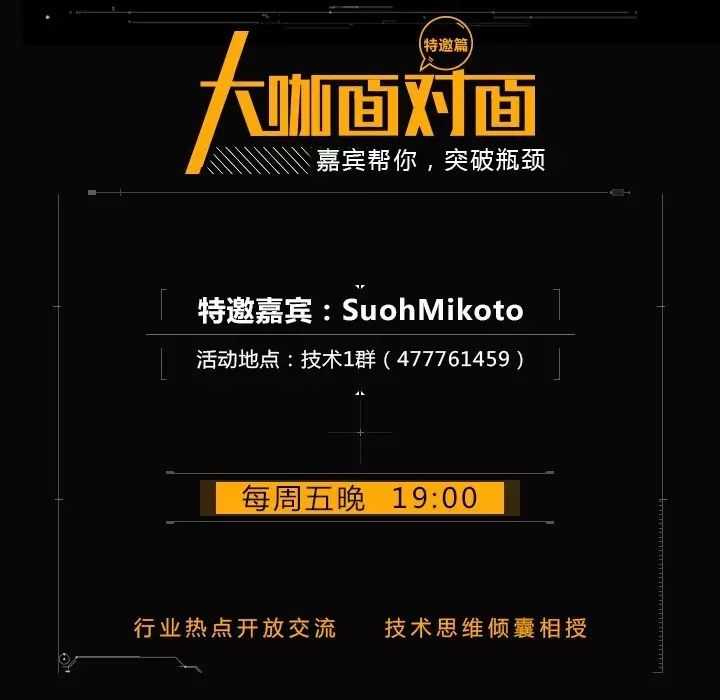 特邀篇
大咖面对面
嘉宾帮你，突破瓶颈
特邀嘉宾：SuohMikoto
活动地点：技术1群（477761459）
每周五晚 19:00
行业热点开放交流 技术思维倾囊相授